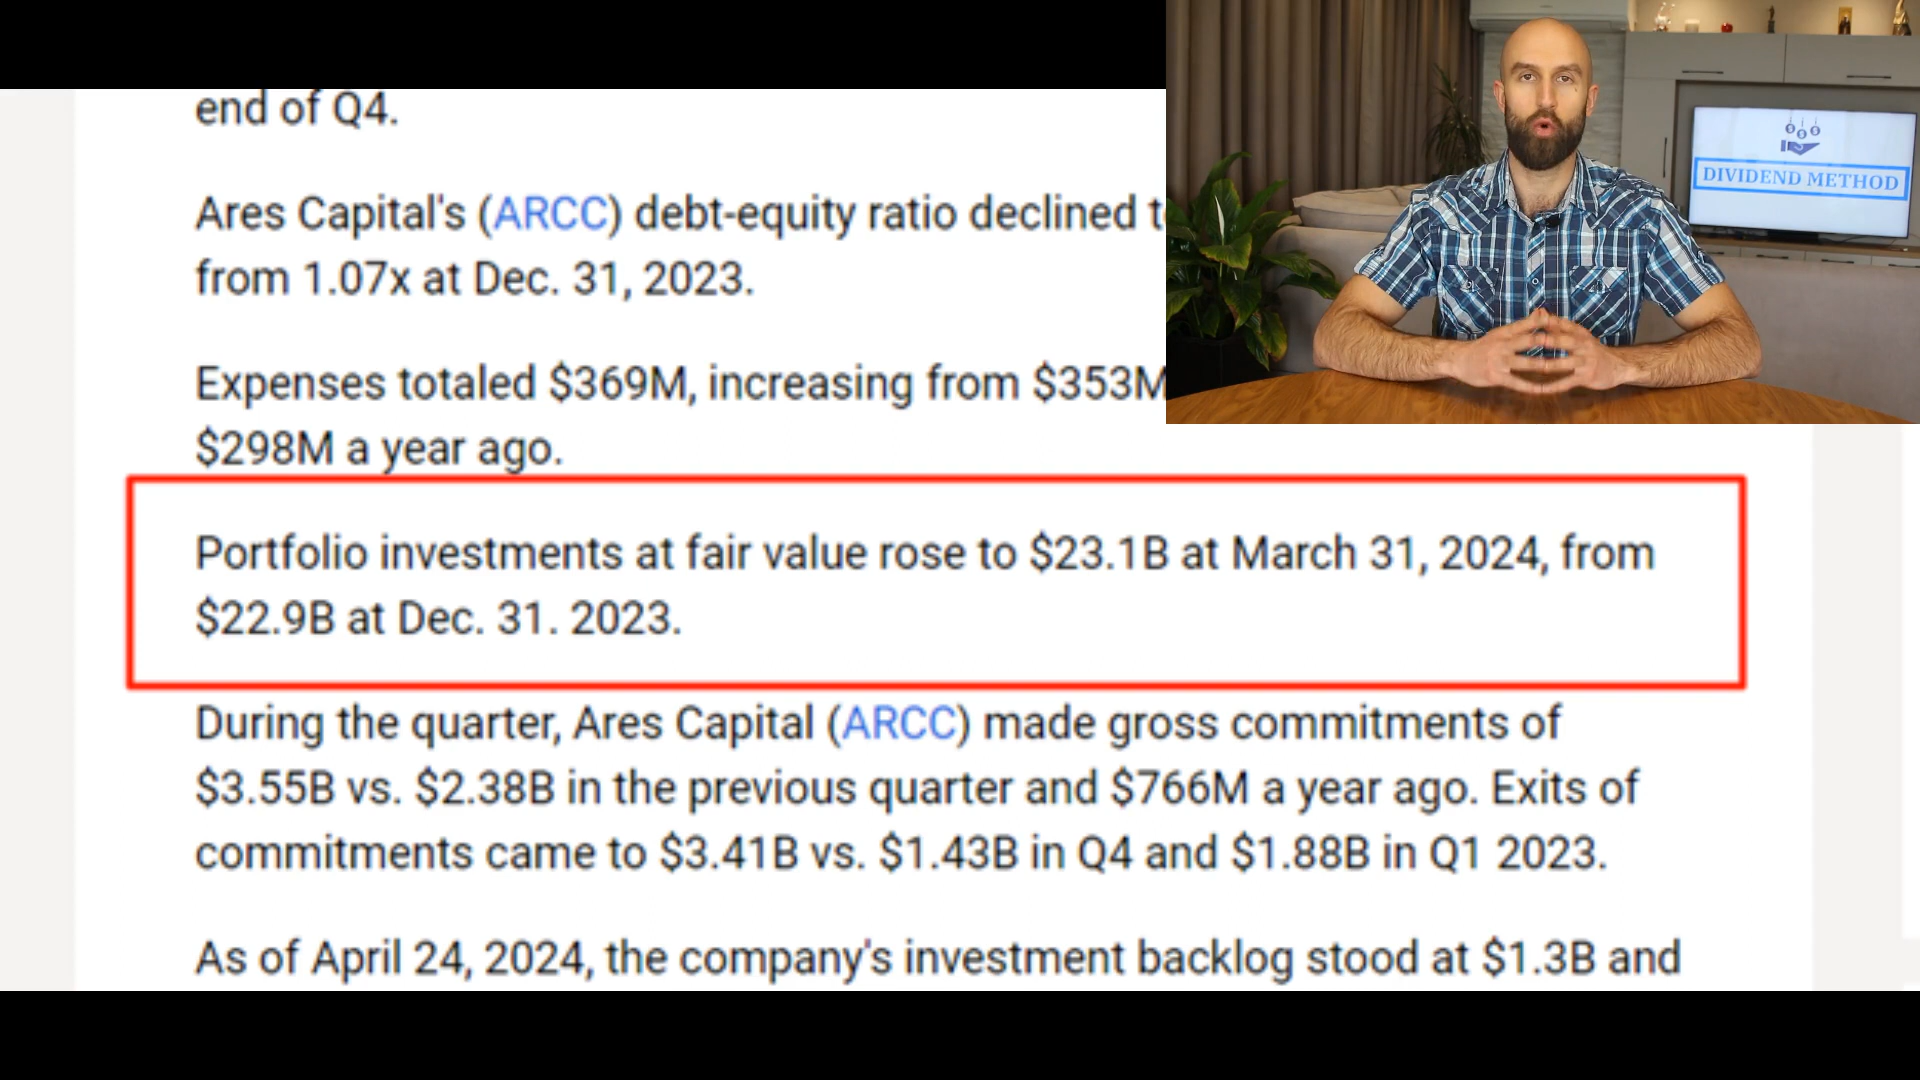 end of Q4.
Ares Capital's (ARCC) debt-equity ratio declined
from 1.07x at Dec. 31, 2023.
Expenses totaled $369M, increasing from $353M
$298M a year ago.
Portfolio investments at fair value rose to $23.1B at March 31, 2024, from
$22.9B at Dec. 31. 2023.
During the quarter, Ares Capital (ARCC) made gross commitments of
$3.55B vs. $2.38B in the previous quarter and $766M a year ago. Exits of
commitments came to $3.41B vs. $1.43B in Q4 and $1.88B in Q1 2023.
As of April 24, 2024, the company's investment backlog stood at $1.3B and
DIVIDEND METHOD